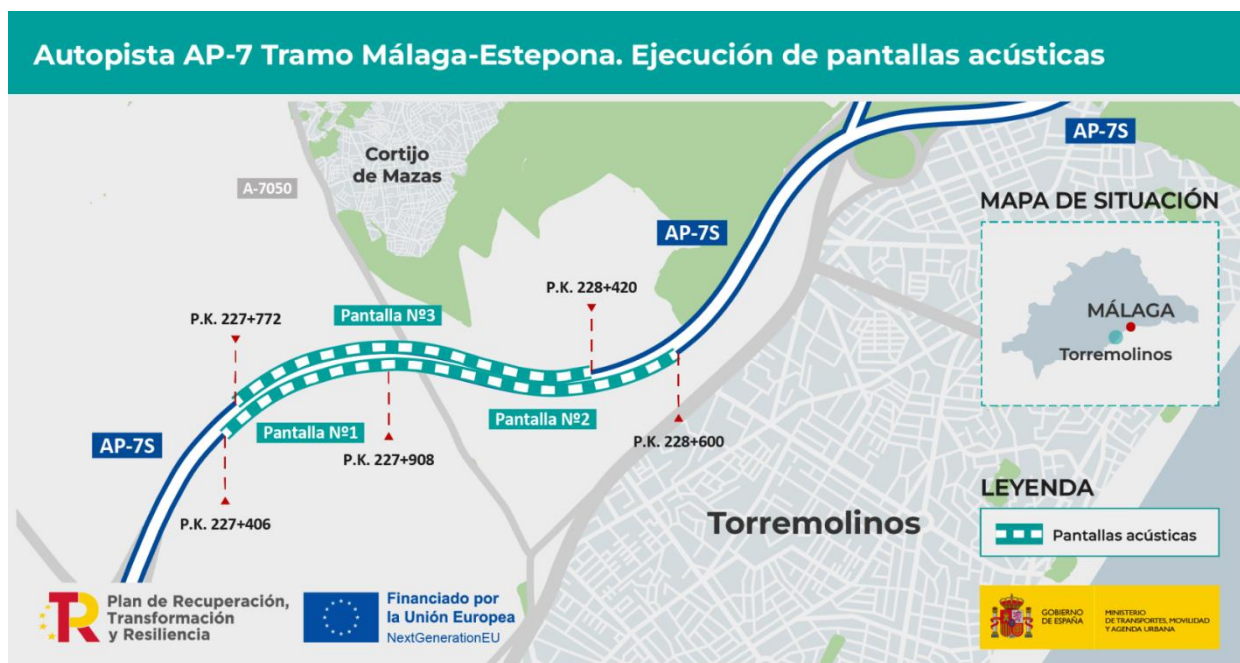 Autopista AP-7 Tramo Málaga-Estepona. Ejecución de pantallas acústicas
AP-7S
Cortijo
de Mazas
A-7050
MAPA DE SITUACIÓN
AP-7S
MÁLAGA
Torremolinos
P.K. 228+420
P.K. 227+772
Pantalla Nº3
Pantalla Nº1
Pantalla Nº2
AP-7S
P.K. 227+908
P.K. 228+600
P.K. 227+406
Torremolinos
LEYENDA
Pantallas acústicas
TR
Plan de Recuperación,
Transformación
y Resiliencia
Financiado por
la Unión Europea
NextGenerationEU
GOBIERNO
DE ESPAÑA
MINISTERIO
DE TRANSPORTES, MOVILIDAD
Y AGENDA URBANA